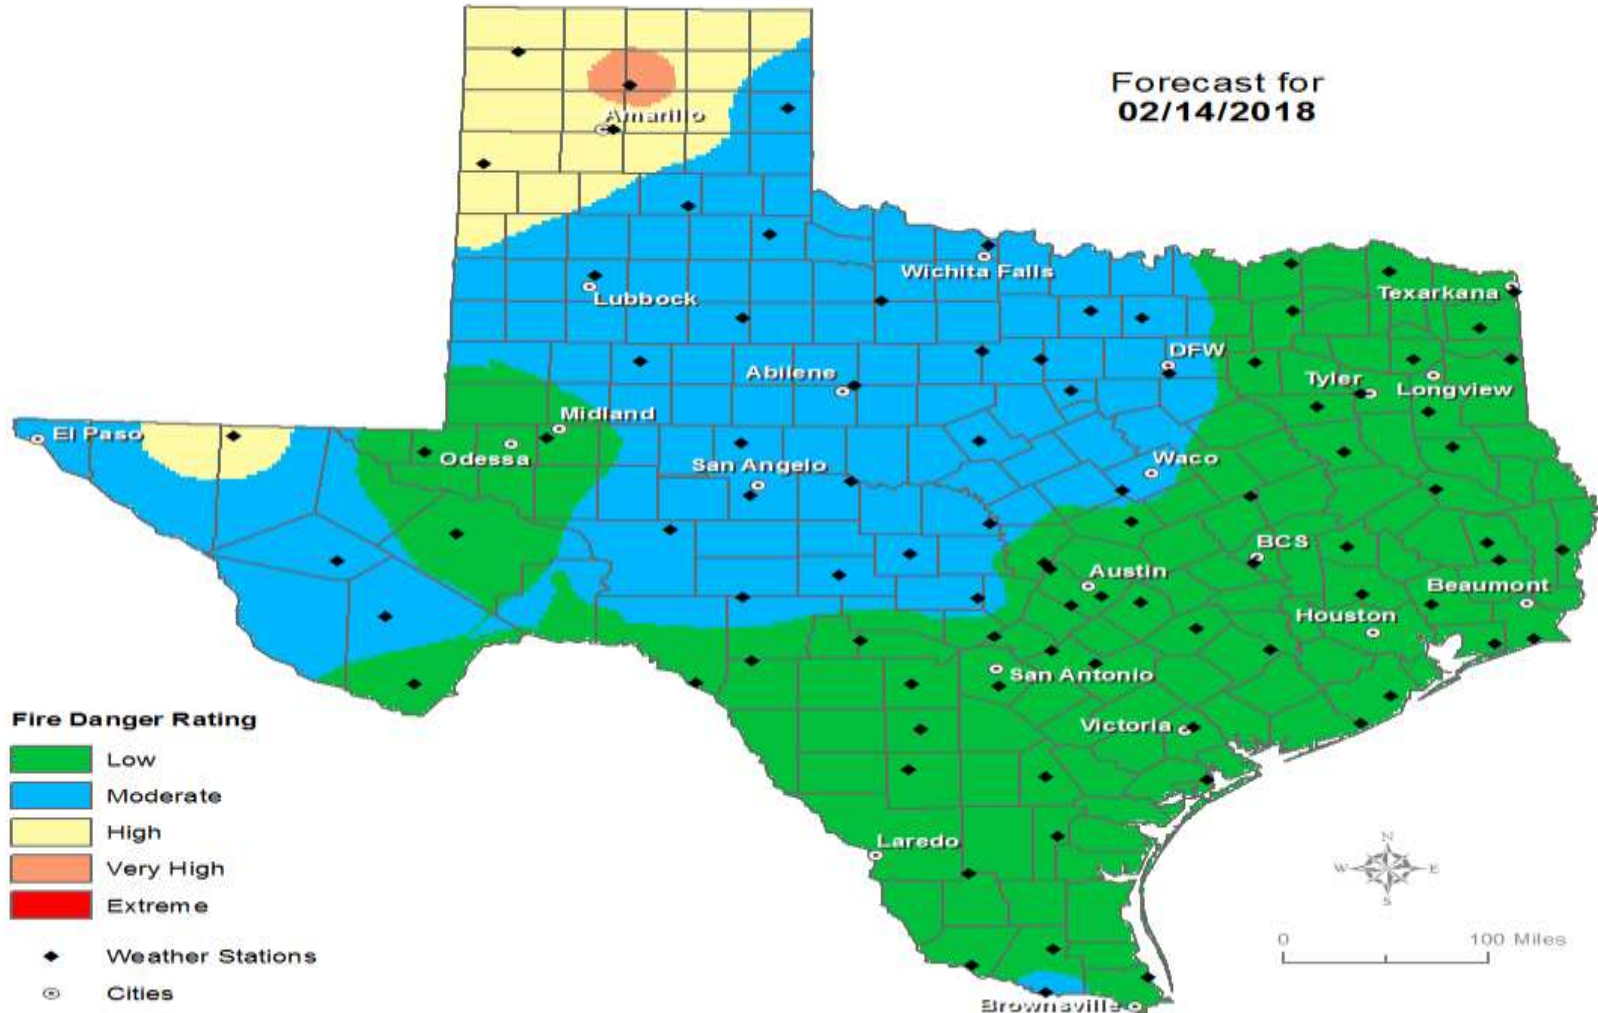 Forecast for
02/14/2018
Amarillo
Wichita Falls
Lubbock
Texarkana
DFW
Abilene
Tyler
Longview
Midland
El Paso
Odessa
San Angelo
Waco
BCS
Austin
Beaumont
Houston
San Antonio
Victoria
Laredo
Brownsville
Fire Danger Rating
Low
Moderate
High
Very High
Extreme
Weather Stations
Cities
N
W E
S
0 100 Miles